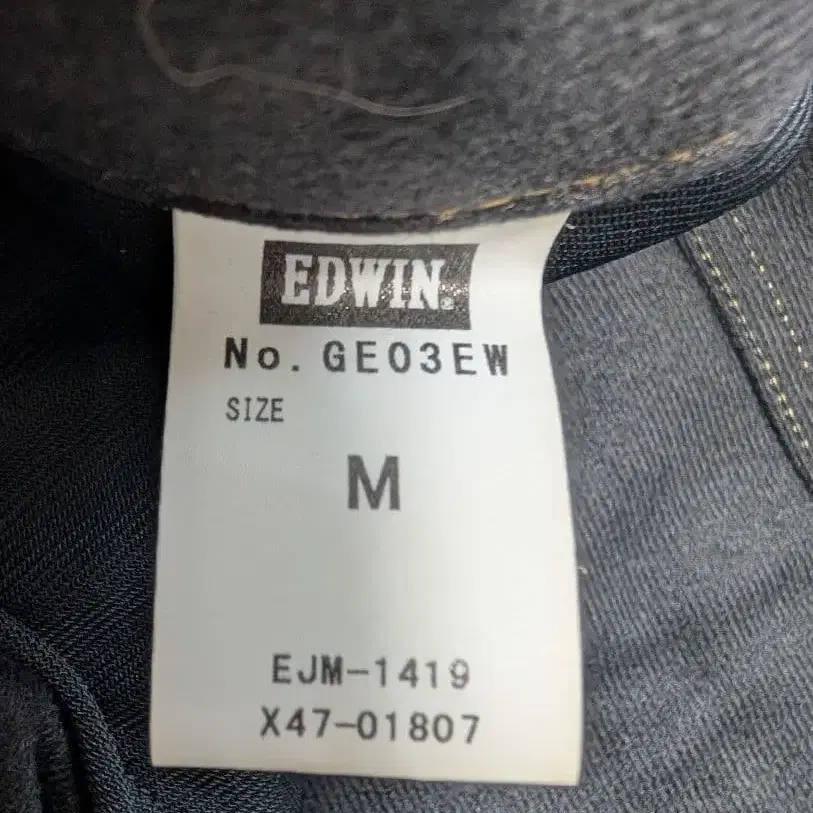 EDWIN.
No. GE03EW
SIZE
M
EJM-1419
X47-01807